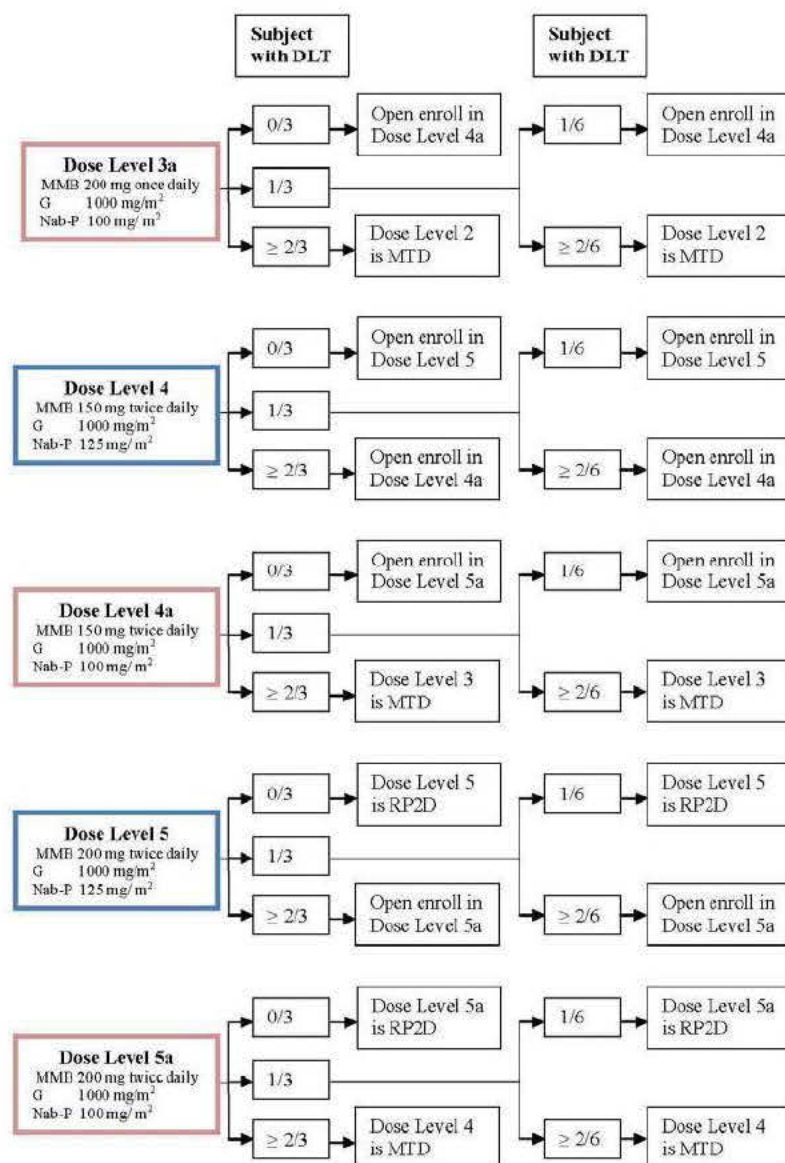 Subject
with DLT
Subject
with DLT
Dose Level 3a
MMB 200 mg once daily
G 1000 mg/m²
Nab-P 100 mg/ m²
0/3
Open enroll in
Dose Level 4a
1/6
Open enroll in
Dose Level 4a
1/3
≥ 2/3
Dose Level 2
is MTD
≥ 2/6
Dose Level 2
is MTD
Dose Level 4
MMB 150 mg twice daily
G 1000 mg/m²
Nab-P 125 mg/ m²
0/3
Open enroll in
Dose Level 5
1/6
Open enroll in
Dose Level 5
1/3
≥ 2/3
Open enroll in
Dose Level 4a
≥ 2/6
Open enroll in
Dose Level 4a
Dose Level 4a
MMB 150 mg twice daily
G 1000 mg/m²
Nab-P 100 mg/ m²
0/3
Open enroll in
Dose Level 5a
1/6
Open enroll in
Dose Level 5a
1/3
≥ 2/3
Dose Level 3
is MTD
≥ 2/6
Dose Level 3
is MTD
Dose Level 5
MMB 200 mg twice daily
G 1000 mg/m²
Nab-P 125 mg/ m²
0/3
Dose Level 5
is RP2D
1/6
Dose Level 5
is RP2D
1/3
≥ 2/3
Open enroll in
Dose Level 5a
≥ 2/6
Open enroll in
Dose Level 5a
Dose Level 5a
MMB 200 mg twice daily
G 1000 mg/m²
Nab-P 100 mg/ m²
0/3
Dose Level 5a
is RP2D
1/6
Dose Level 5a
is RP2D
1/3
≥ 2/3
Dose Level 4
is MTD
≥ 2/6
Dose Level 4
is MTD